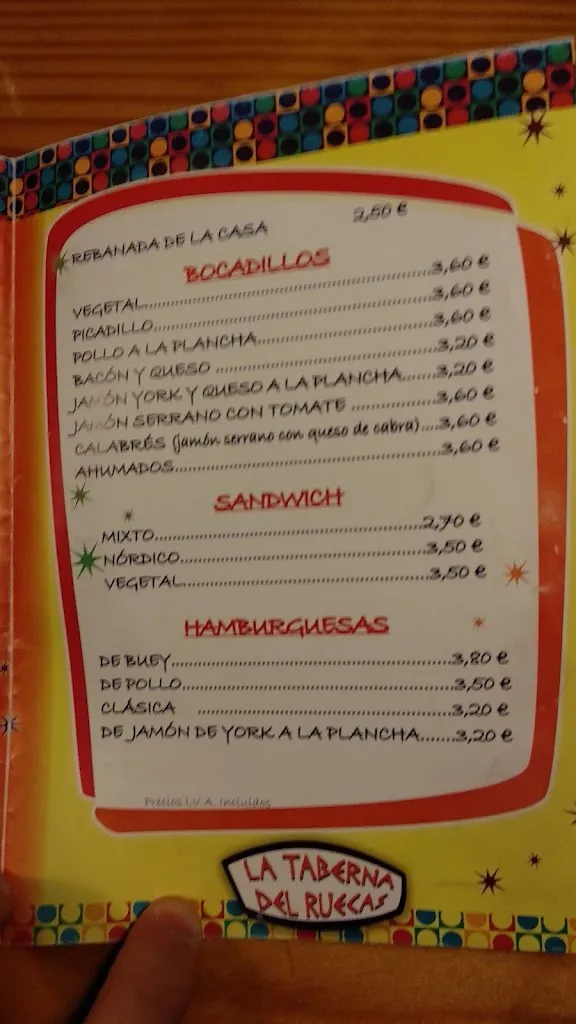 REBANADA DE LA CASA 2,50 €
BOCADILLOS
VEGETAL 3,60 €
PICADILLO 3,60 €
POLLO A LA PLANCHA 3,60 €
BACÓN Y QUESO 3,20 €
JAMÓN YORK Y QUESO A LA PLANCHA 3,20 €
JAMÓN SERRANO CON TOMATE 3,60 €
CALABRÉS (jamón serrano con queso de cabra) 3,60 €
AHUMADOS 3,60 €
SANDWICH
MIXTO 2,70 €
NÓRDICO 3,50 €
VEGETAL 3,50 €
HAMBURGUESAS
DE BUEY 3,80 €
DE POLLO 3,50 €
CLÁSICA 3,20 €
DE JAMÓN DE YORK A LA PLANCHA 3,20 €
Precios I.V.A. Incluídos
LA TABERNA
DEL RUECAS